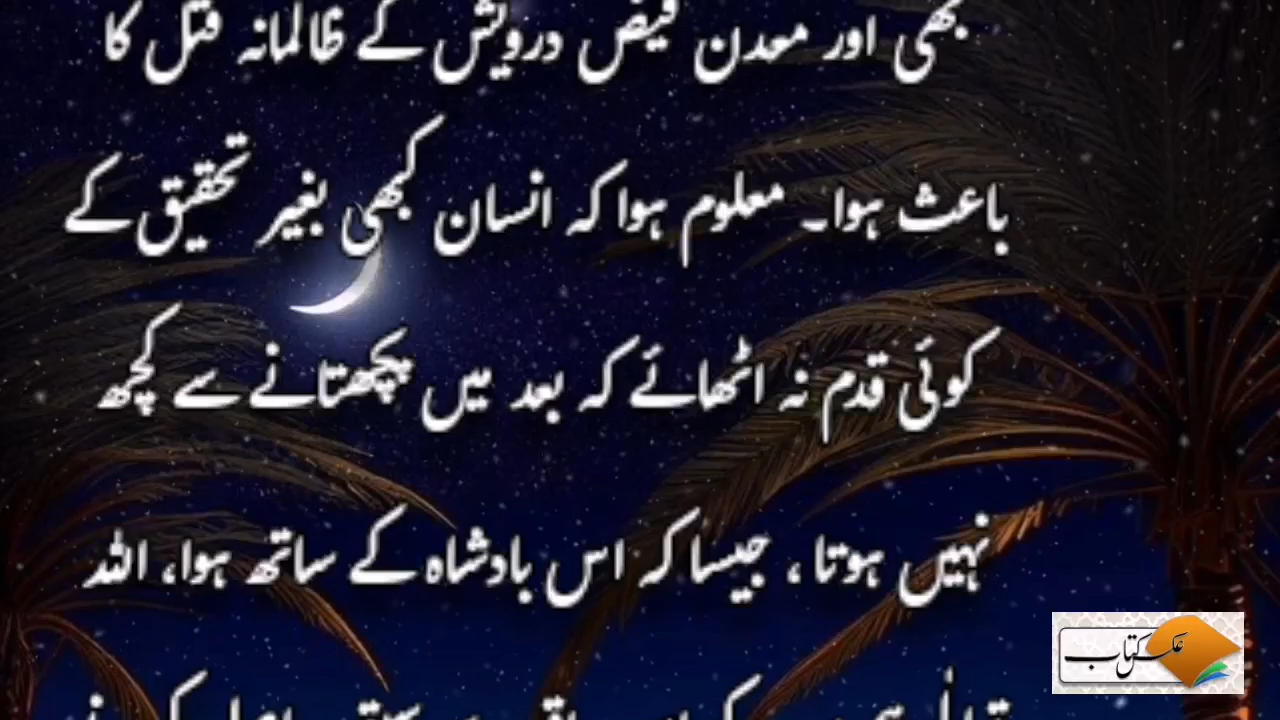 بھی اور معدن فیض درویش کے ظالمانہ قتل کا
باعث ہوا۔ معلوم ہوا کہ انسان کبھی بغیر تحقیق کے
کوئی قدم نہ اٹھائے کہ بعد میں پچھتانے سے کچھ
نہیں ہوتا ، جیسا کہ اس بادشاہ کے ساتھ ہوا، اللہ
عکس کتاب